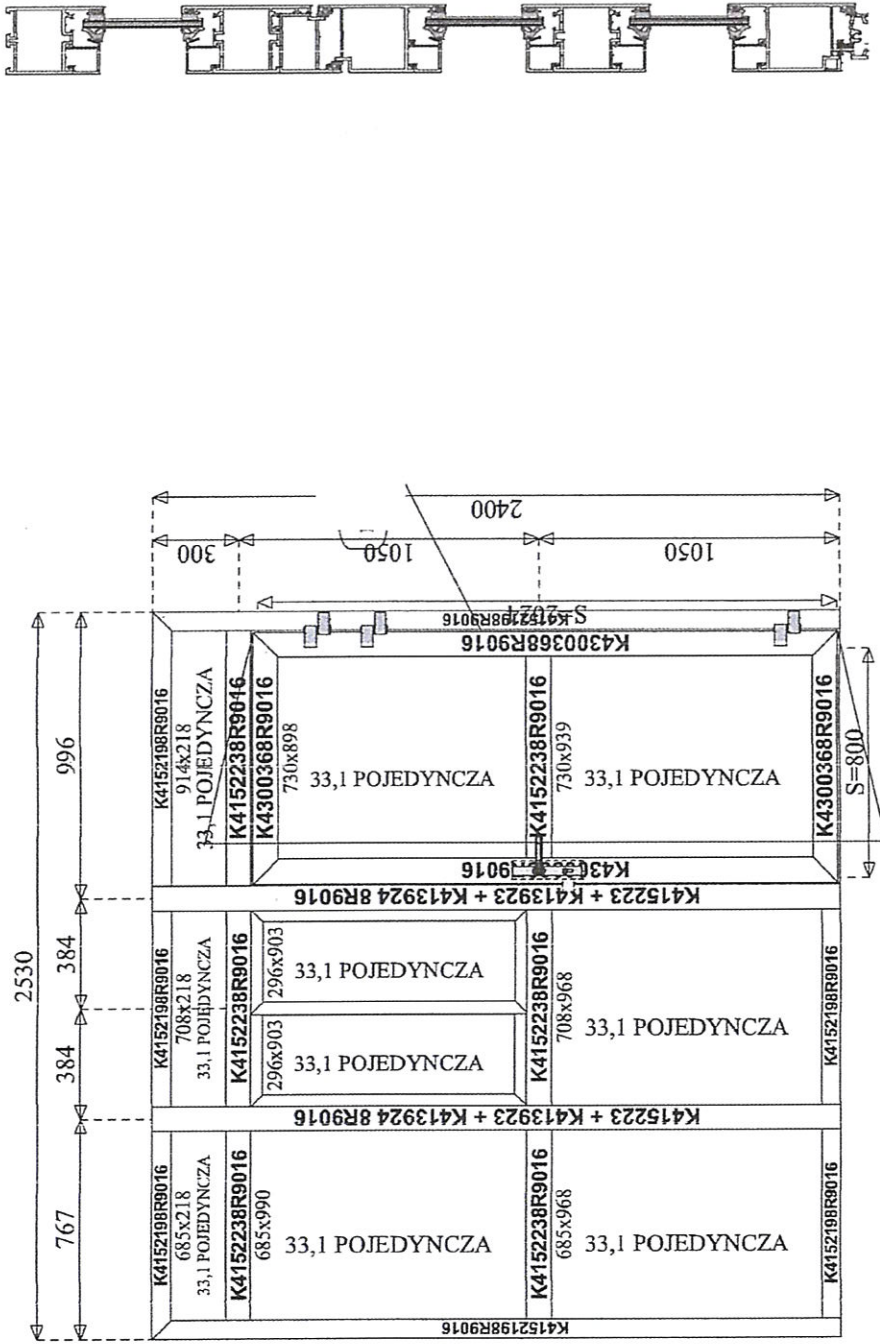 2530
767
384
384
996
K4152198R9016
685x218
33,1 POJEDYNCZA
K4152238R9016
685x990
33,1 POJEDYNCZA
K4152238R9016
685x968
33,1 POJEDYNCZA
K4152198R9016
K4152198R9016
K415223 + K413923 + K413924 8R9016
K4152198R9016
708x218
33,1 POJEDYNCZA
K4152238R9016
296x903
33,1 POJEDYNCZA
296x903
33,1 POJEDYNCZA
K4152238R9016
708x968
33,1 POJEDYNCZA
K4152198R9016
K415223 + K413923 + K413924 8R9016
K4152198R9016
914x218
33,1 POJEDYNCZA
K4152238R9016
K4300368R9016
730x898
33,1 POJEDYNCZA
K4152238R9016
730x939
33,1 POJEDYNCZA
K4300368R9016
K430
9016
K4300368R9016
K4152198R9016
S=2024
S=800
300
1050
1050
2400